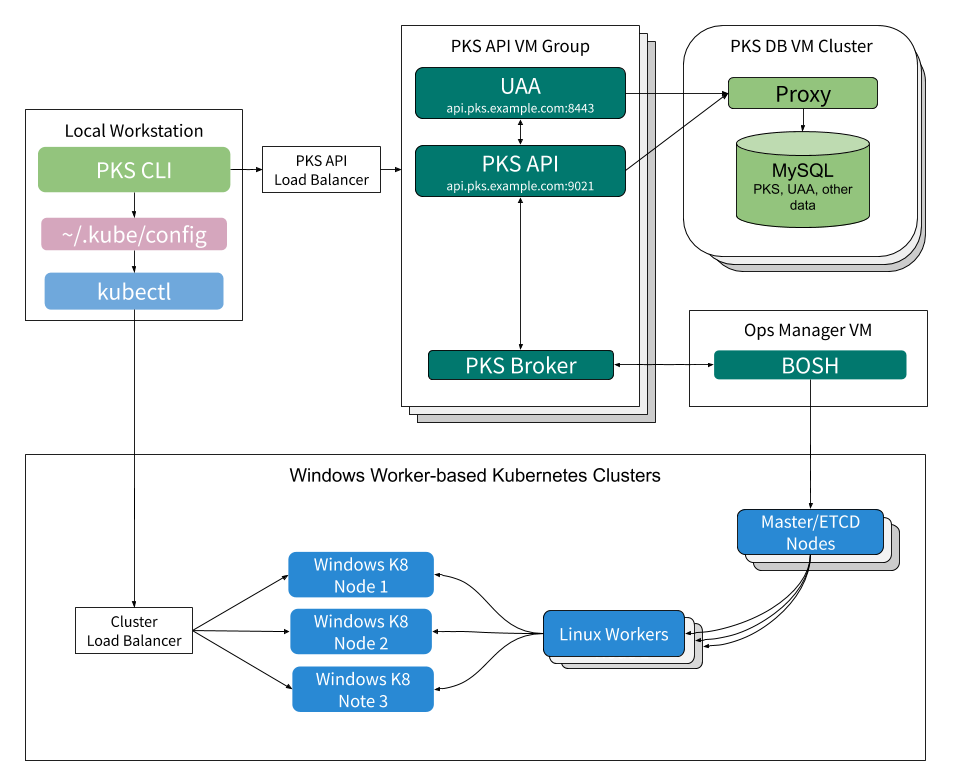 PKS API VM Group
UAA
api.pks.example.com:8443
PKS API
api.pks.example.com:9021
PKS Broker
PKS DB VM Cluster
Proxy
MySQL
PKS, UAA, other
data
Local Workstation
PKS CLI
~/.kube/config
kubectl
PKS API
Load Balancer
Ops Manager VM
BOSH
Windows Worker-based Kubernetes Clusters
Master/ETCD
Nodes
Windows K8
Node 1
Windows K8
Node 2
Windows K8
Note 3
Linux Workers
Cluster
Load Balancer